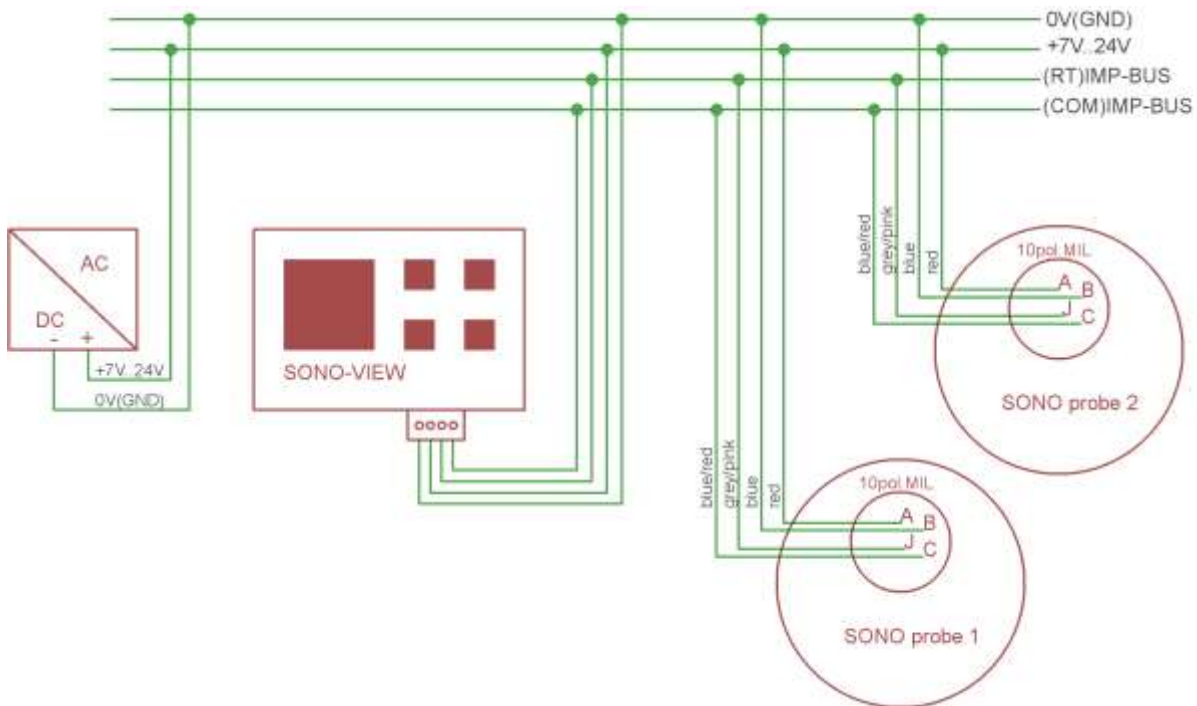 0V(GND)
+7V..24V
(RT)IMP-BUS
(COM)IMP-BUS
AC
DC
- +
+7V..24V
0V(GND)
SONO-VIEW
blue/red
grey/pink
blue
red
10pol.MIL
A
B
J
C
SONO probe 2
blue/red
grey/pink
blue
red
10pol.MIL
A
B
J
C
SONO probe 1